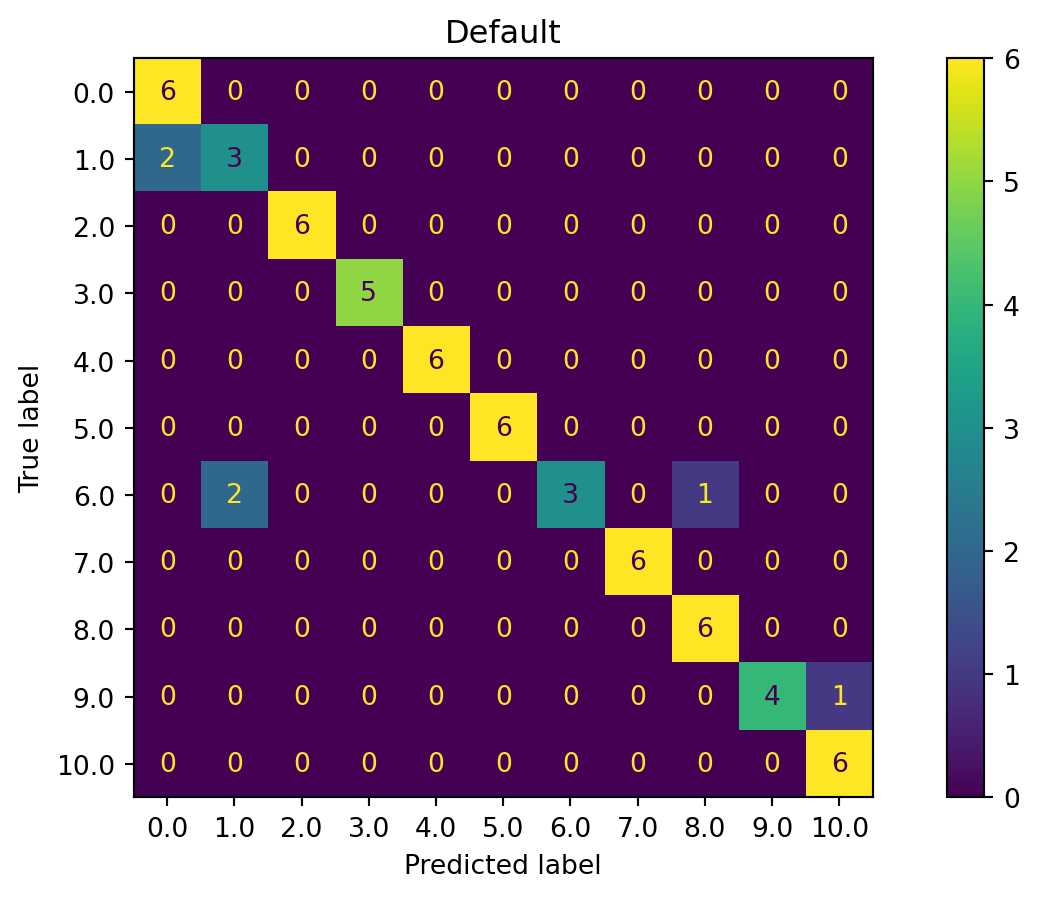 Default
0.0 6 0 0 0 0 0 0 0 0 0 0
1.0 2 3 0 0 0 0 0 0 0 0 0
2.0 0 0 6 0 0 0 0 0 0 0 0
3.0 0 0 0 5 0 0 0 0 0 0 0
4.0 0 0 0 0 6 0 0 0 0 0 0
5.0 0 0 0 0 0 6 0 0 0 0 0
6.0 0 2 0 0 0 0 3 0 1 0 0
7.0 0 0 0 0 0 0 0 6 0 0 0
8.0 0 0 0 0 0 0 0 0 6 0 0
9.0 0 0 0 0 0 0 0 0 0 4 1
10.0 0 0 0 0 0 0 0 0 0 0 6
0.0 1.0 2.0 3.0 4.0 5.0 6.0 7.0 8.0 9.0 10.0
Predicted label
True label
6
5
4
3
2
1
0